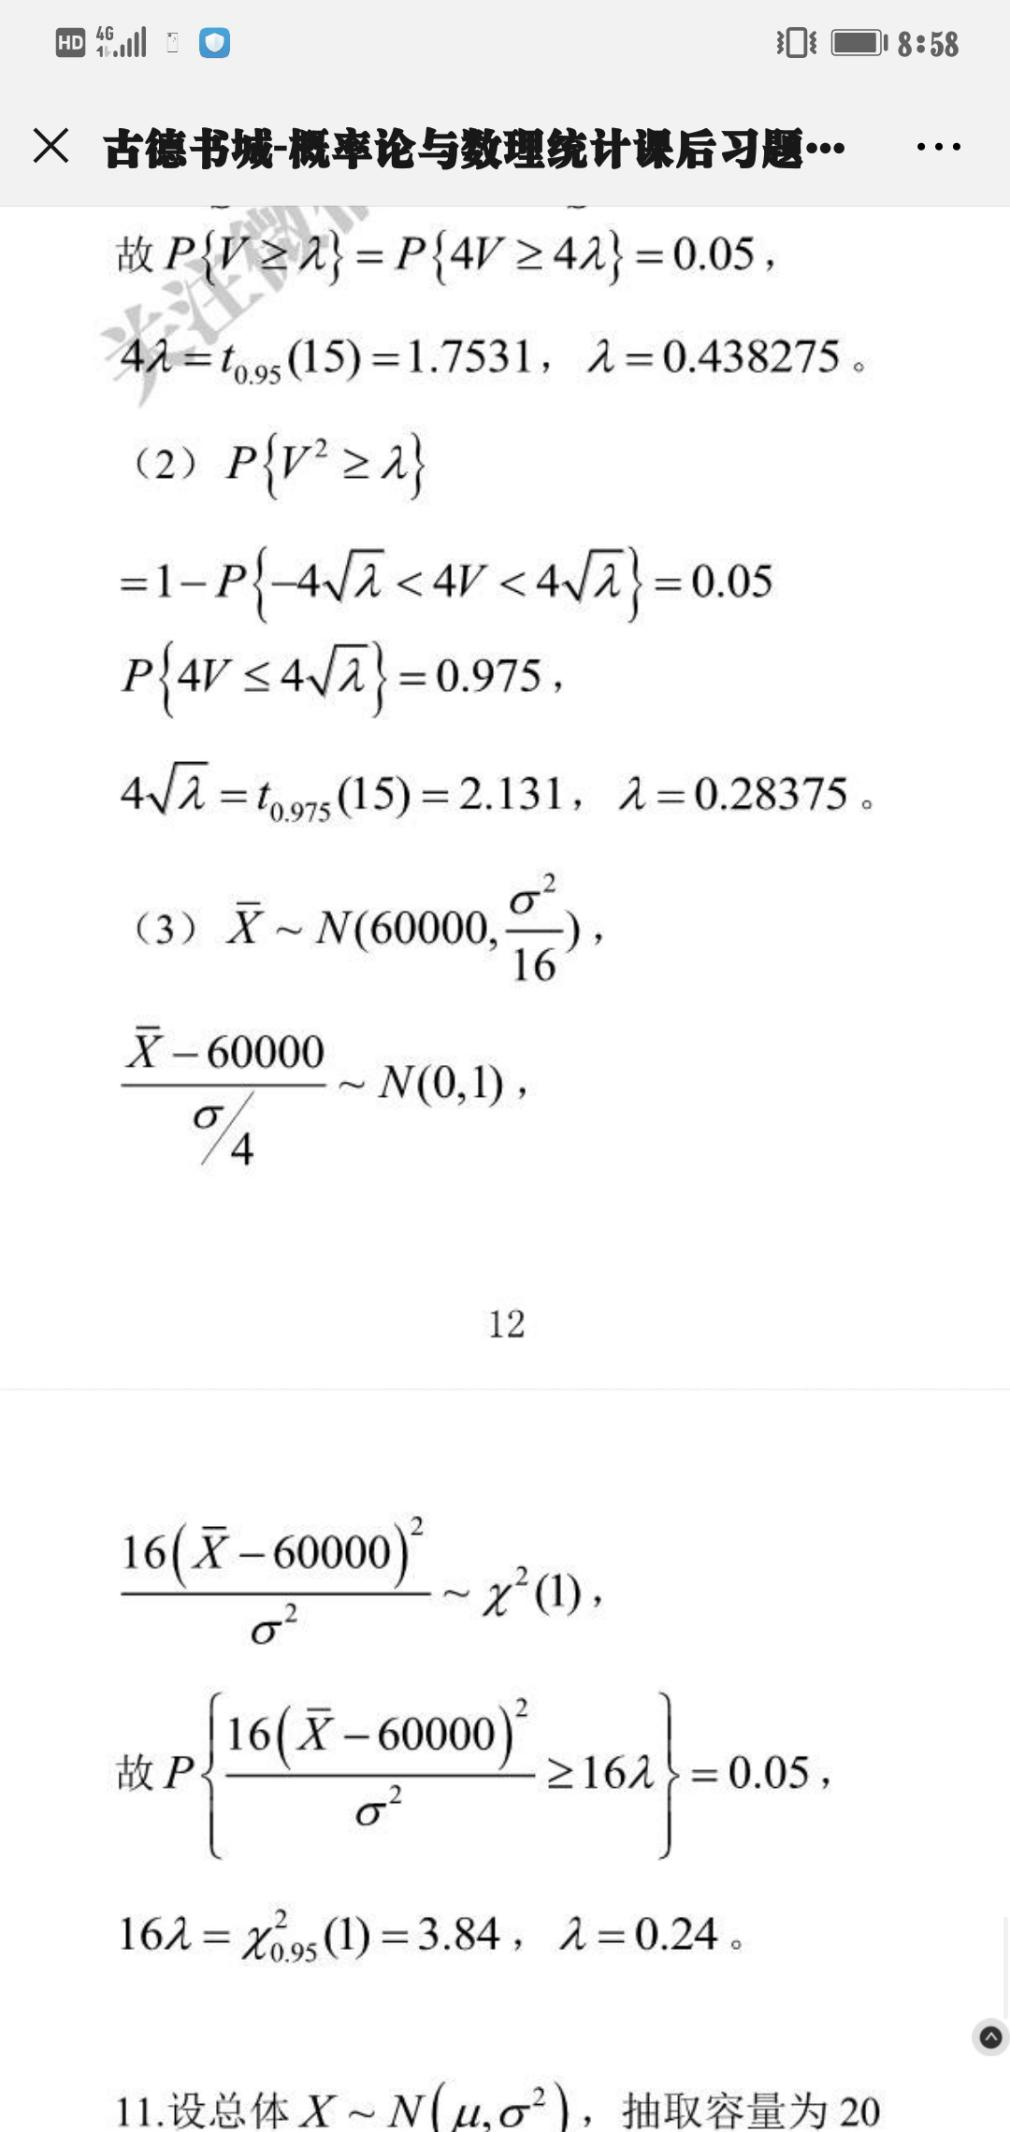 HD 4G 8:58
古德书城-概率论与数理统计课后习题…
关注微
故 P{V ≥ λ} = P{4V ≥ 4λ} = 0.05，
4λ = t_{0.95}(15) = 1.7531， λ = 0.438275。
（2）P{V² ≥ λ}
=1−P{−4√λ < 4V < 4√λ} = 0.05
P{4V ≤ 4√λ} = 0.975，
4√λ = t_{0.975}(15) = 2.131， λ = 0.28375。
（3）X̅ ~ N(60000, σ²/16)，
(X̅ − 60000)/(σ/4) ~ N(0,1)，
12
16(X̅ − 60000)²/σ² ~ χ²(1)，
故 P{16(X̅ − 60000)²/σ² ≥ 16λ} = 0.05，
16λ = χ²_{0.95}(1) = 3.84， λ = 0.24。
11.设总体 X ~ N(μ,σ²)，抽取容量为 20